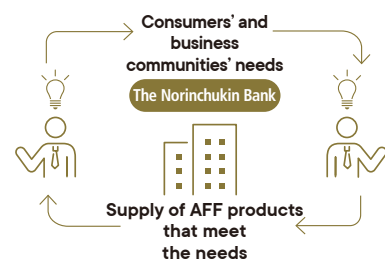 Consumers’ and
business
communities’ needs
The Norinchukin Bank
Supply of AFF products
that meet
the needs